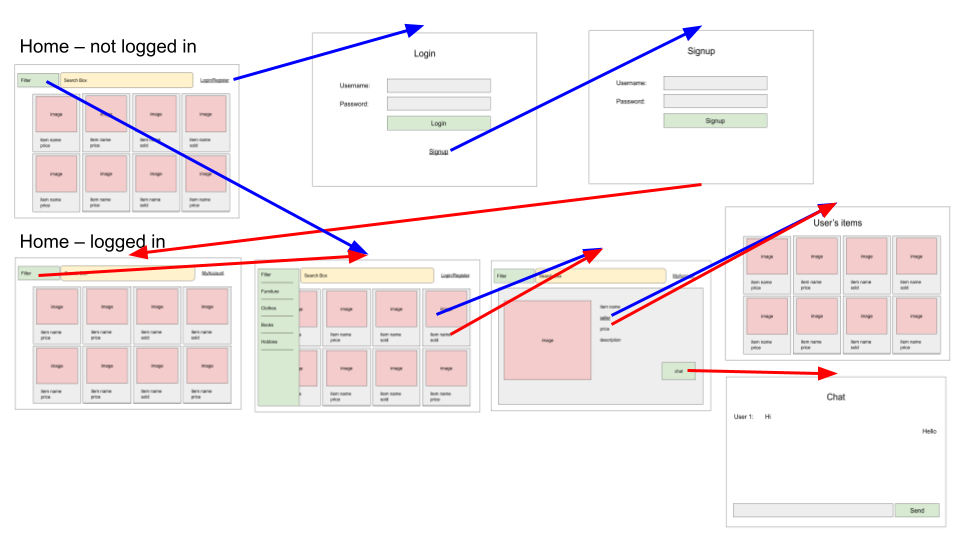 Home – not logged in
Filter Search Box Login/Register
image image image image
item name item name item name item name
price price sold sold
image image image image
item name item name item name item name
price price sold price
Login
Username:
Password:
Login
Signup
Signup
Username:
Password:
Signup
Home – logged in
Filter Search Box MyAccount
image image image image
item name item name item name item name
price price price price
image image image image
item name item name item name item name
price price sold price
Filter Search Box Login/Register
Furniture
Clothes
Books
Hobbies
image image image
item name item name item name
price price sold
image image image
item name item name item name
price sold price
Filter Search Box
image
item name
seller
price
description
chat
User's items
image image image image
item name item name item name item name
price price price price
image image image image
item name item name item name item name
price price sold price
Chat
User 1: Hi
Hello
Send